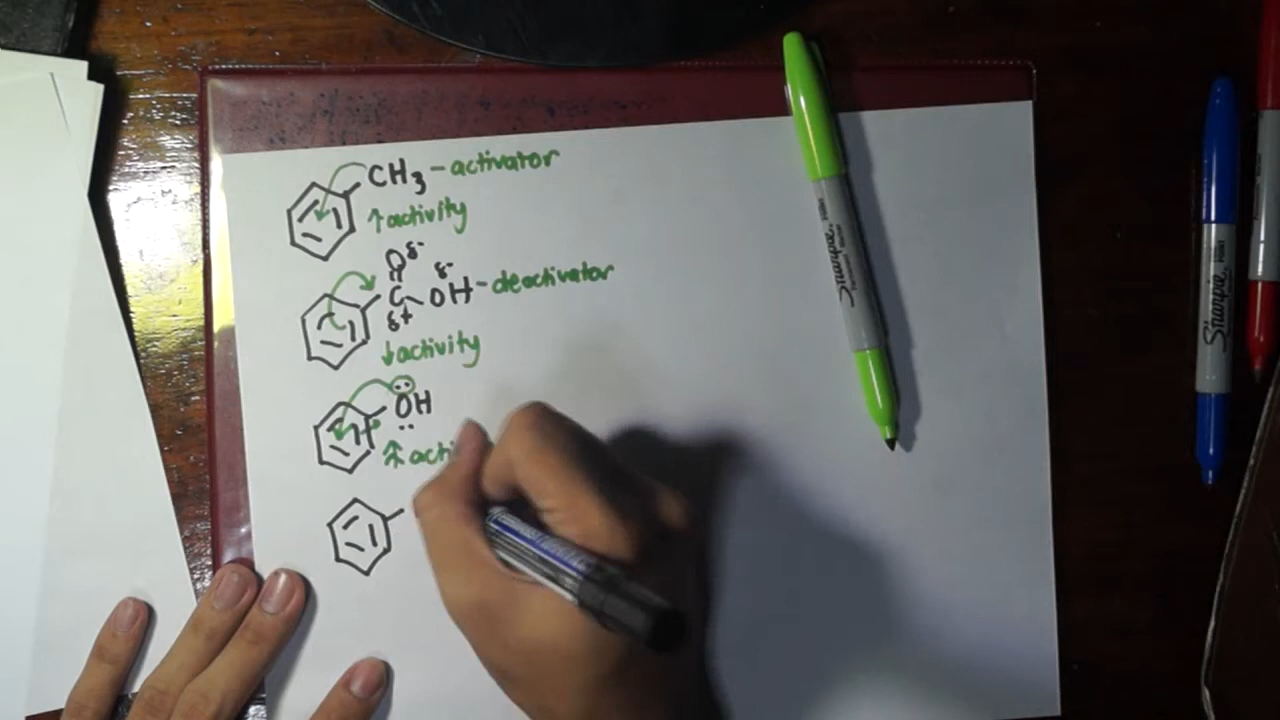 CH3 - activator
↑ activity
O δ-
δ-
C OH - deactivator
δ+
↓ activity
OH
Sharpie
Sharpie